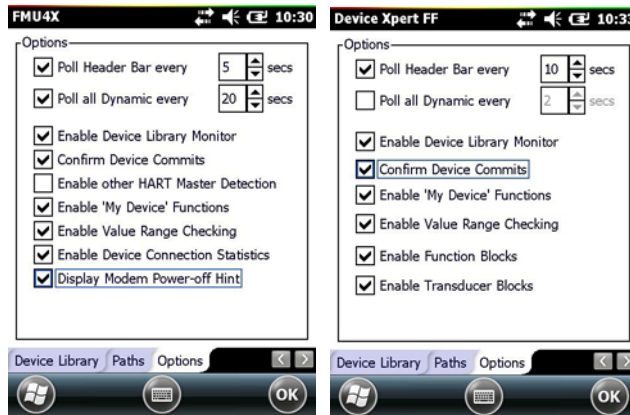 FMU4X 10:30
Options
Poll Header Bar every 5 secs
Poll all Dynamic every 20 secs
Enable Device Library Monitor
Confirm Device Commits
Enable other HART Master Detection
Enable 'My Device' Functions
Enable Value Range Checking
Enable Device Connection Statistics
Display Modem Power-off Hint
Device Library Paths Options
OK
Device Xpert FF 10:33
Options
Poll Header Bar every 10 secs
Poll all Dynamic every 2 secs
Enable Device Library Monitor
Confirm Device Commits
Enable 'My Device' Functions
Enable Value Range Checking
Enable Function Blocks
Enable Transducer Blocks
Device Library Paths Options
OK